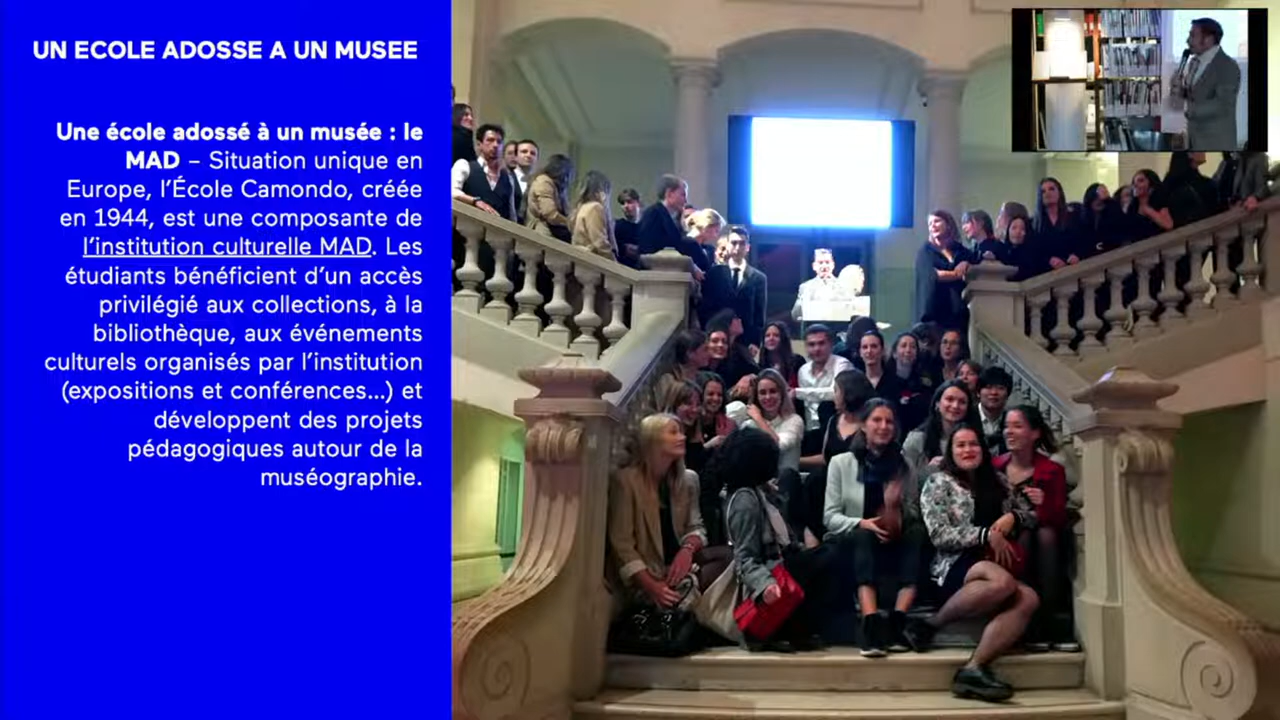 UN ECOLE ADOSSE A UN MUSEE
Une école adossé à un musée : le
MAD – Situation unique en
Europe, l’École Camondo, créée
en 1944, est une composante de
l’institution culturelle MAD. Les
étudiants bénéficient d’un accès
privilégié aux collections, à la
bibliothèque, aux événements
culturels organisés par l’institution
(expositions et conférences...) et
développent des projets
pédagogiques autour de la
muséographie.